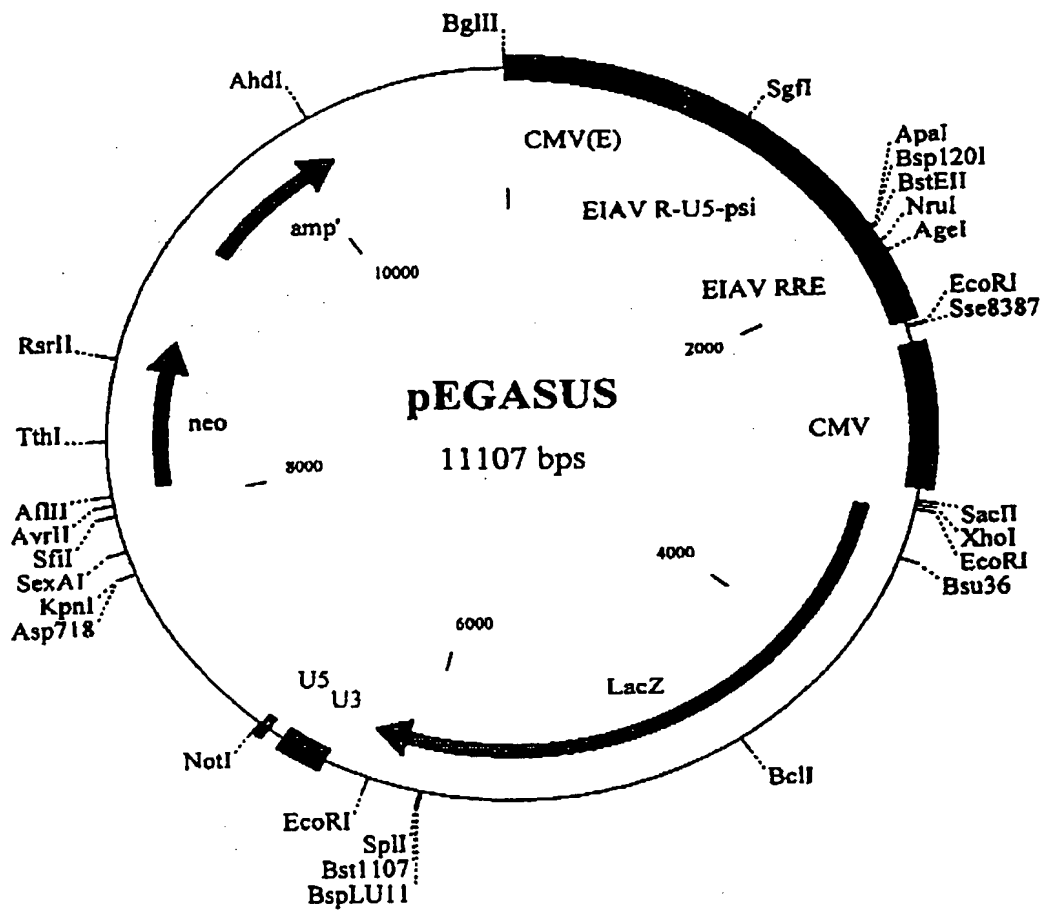 BglII
AhdI
SgfI
CMV(E)
ApaI
Bsp120I
BstEII
NruI
AgeI
EIAV R-U5-psi
ampʳ
10000
EIAV RRE
EcoRI
Sse8387
2000
RsrII
pEGASUS
11107 bps
neo
CMV
TthI
8000
AflII
AvrII
SfiI
SexAI
KpnI
Asp718
SacII
XhoI
EcoRI
Bsu36
4000
6000
U5
U3
LacZ
NotI
BclI
EcoRI
SplI
Bst1107
BspLU11